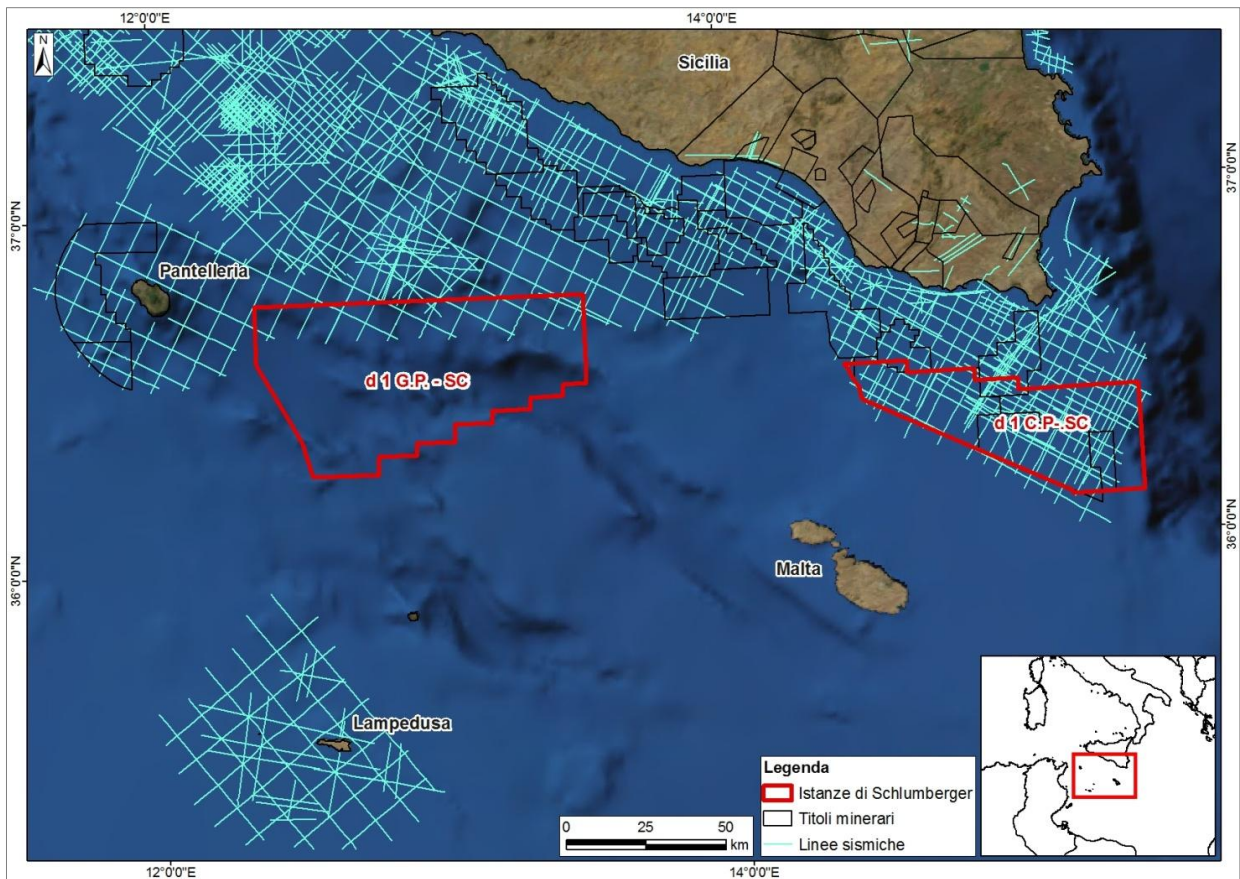 12°0'0"E
14°0'0"E
N
Sicilia
37°0'0"N
37°0'0"N
Pantelleria
d 1 G.P. - SC
d 1 C.P-.SC
36°0'0"N
36°0'0"N
Malta
Lampedusa
Legenda
Istanze di Schlumberger
Titoli minerari
Linee sismiche
0 25 50
km
12°0'0"E
14°0'0"E